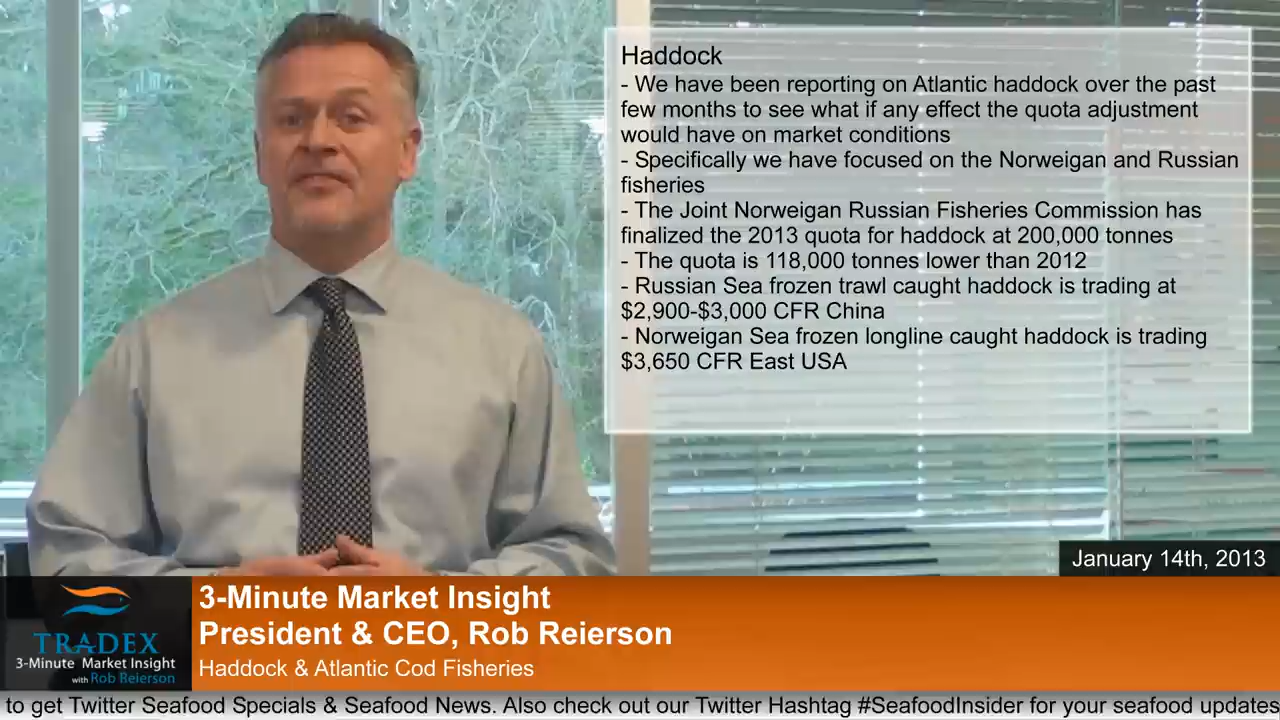 Haddock
- We have been reporting on Atlantic haddock over the past
few months to see what if any effect the quota adjustment
would have on market conditions
- Specifically we have focused on the Norweigan and Russian
fisheries
- The Joint Norweigan Russian Fisheries Commission has
finalized the 2013 quota for haddock at 200,000 tonnes
- The quota is 118,000 tonnes lower than 2012
- Russian Sea frozen trawl caught haddock is trading at
$2,900-$3,000 CFR China
- Norweigan Sea frozen longline caught haddock is trading
$3,650 CFR East USA
January 14th, 2013
TRADEX
3-Minute Market Insight
with Rob Reierson
3-Minute Market Insight
President & CEO, Rob Reierson
Haddock & Atlantic Cod Fisheries
to get Twitter Seafood Specials & Seafood News. Also check out our Twitter Hashtag #SeafoodInsider for your seafood updates